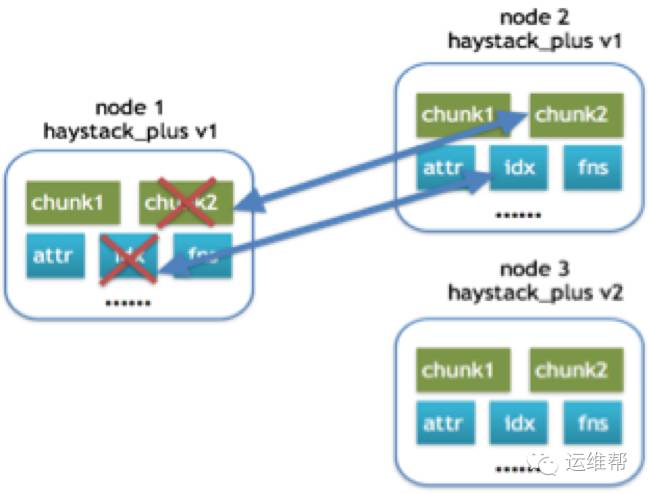 node 1
haystack_plus v1
chunk1 chunk2
attr idx fns
......
node 2
haystack_plus v1
chunk1 chunk2
attr idx fns
......
node 3
haystack_plus v2
chunk1 chunk2
attr idx fns
......
运维帮